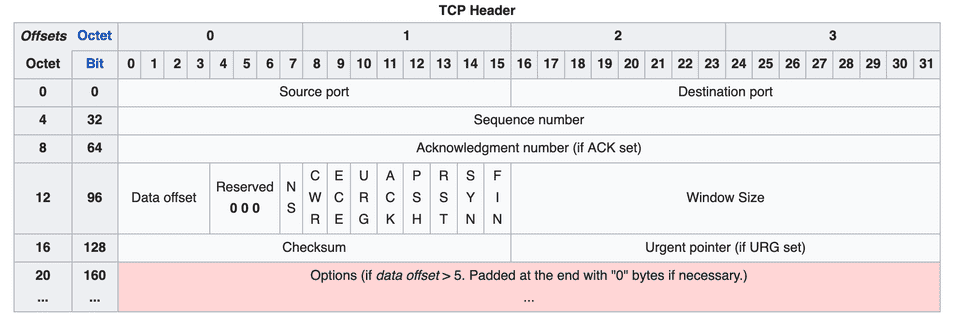 TCP Header
Offsets Octet 0 1 2 3
Octet Bit 0 1 2 3 4 5 6 7 8 9 10 11 12 13 14 15 16 17 18 19 20 21 22 23 24 25 26 27 28 29 30 31
0 0 Source port Destination port
4 32 Sequence number
8 64 Acknowledgment number (if ACK set)
12 96 Data offset Reserved 0 0 0 NS CWR ECE URG ACK PSH RST SYN FIN Window Size
16 128 Checksum Urgent pointer (if URG set)
20 160 Options (if data offset > 5. Padded at the end with "0" bytes if necessary.)
... ... ...